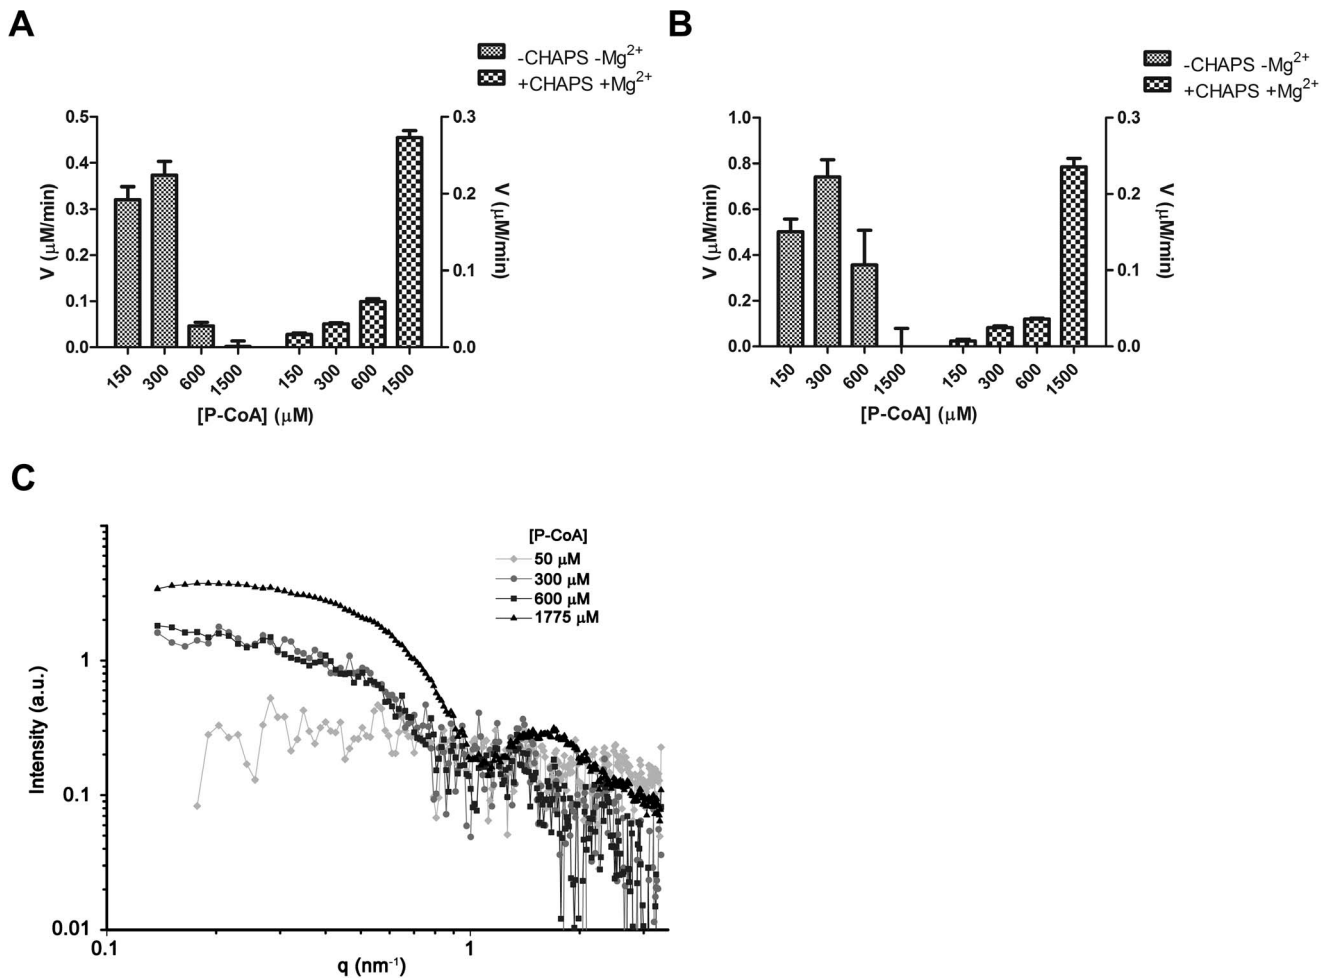 A
-CHAPS -Mg2+
+CHAPS +Mg2+
0.5
0.4
0.3
0.2
0.1
0.0
V (μM/min)
0.3
0.2
0.1
0.0
V (μM/min)
150 300 600 1500 150 300 600 1500
[P-CoA] (μM)
B
-CHAPS -Mg2+
+CHAPS +Mg2+
1.0
0.8
0.6
0.4
0.2
0.0
V (μM/min)
0.3
0.2
0.1
0.0
V (μM/min)
150 300 600 1500 150 300 600 1500
[P-CoA] (μM)
C
[P-CoA]
50 μM
300 μM
600 μM
1775 μM
Intensity (a.u.)
1
0.1
0.01
0.1 1
q (nm-1)